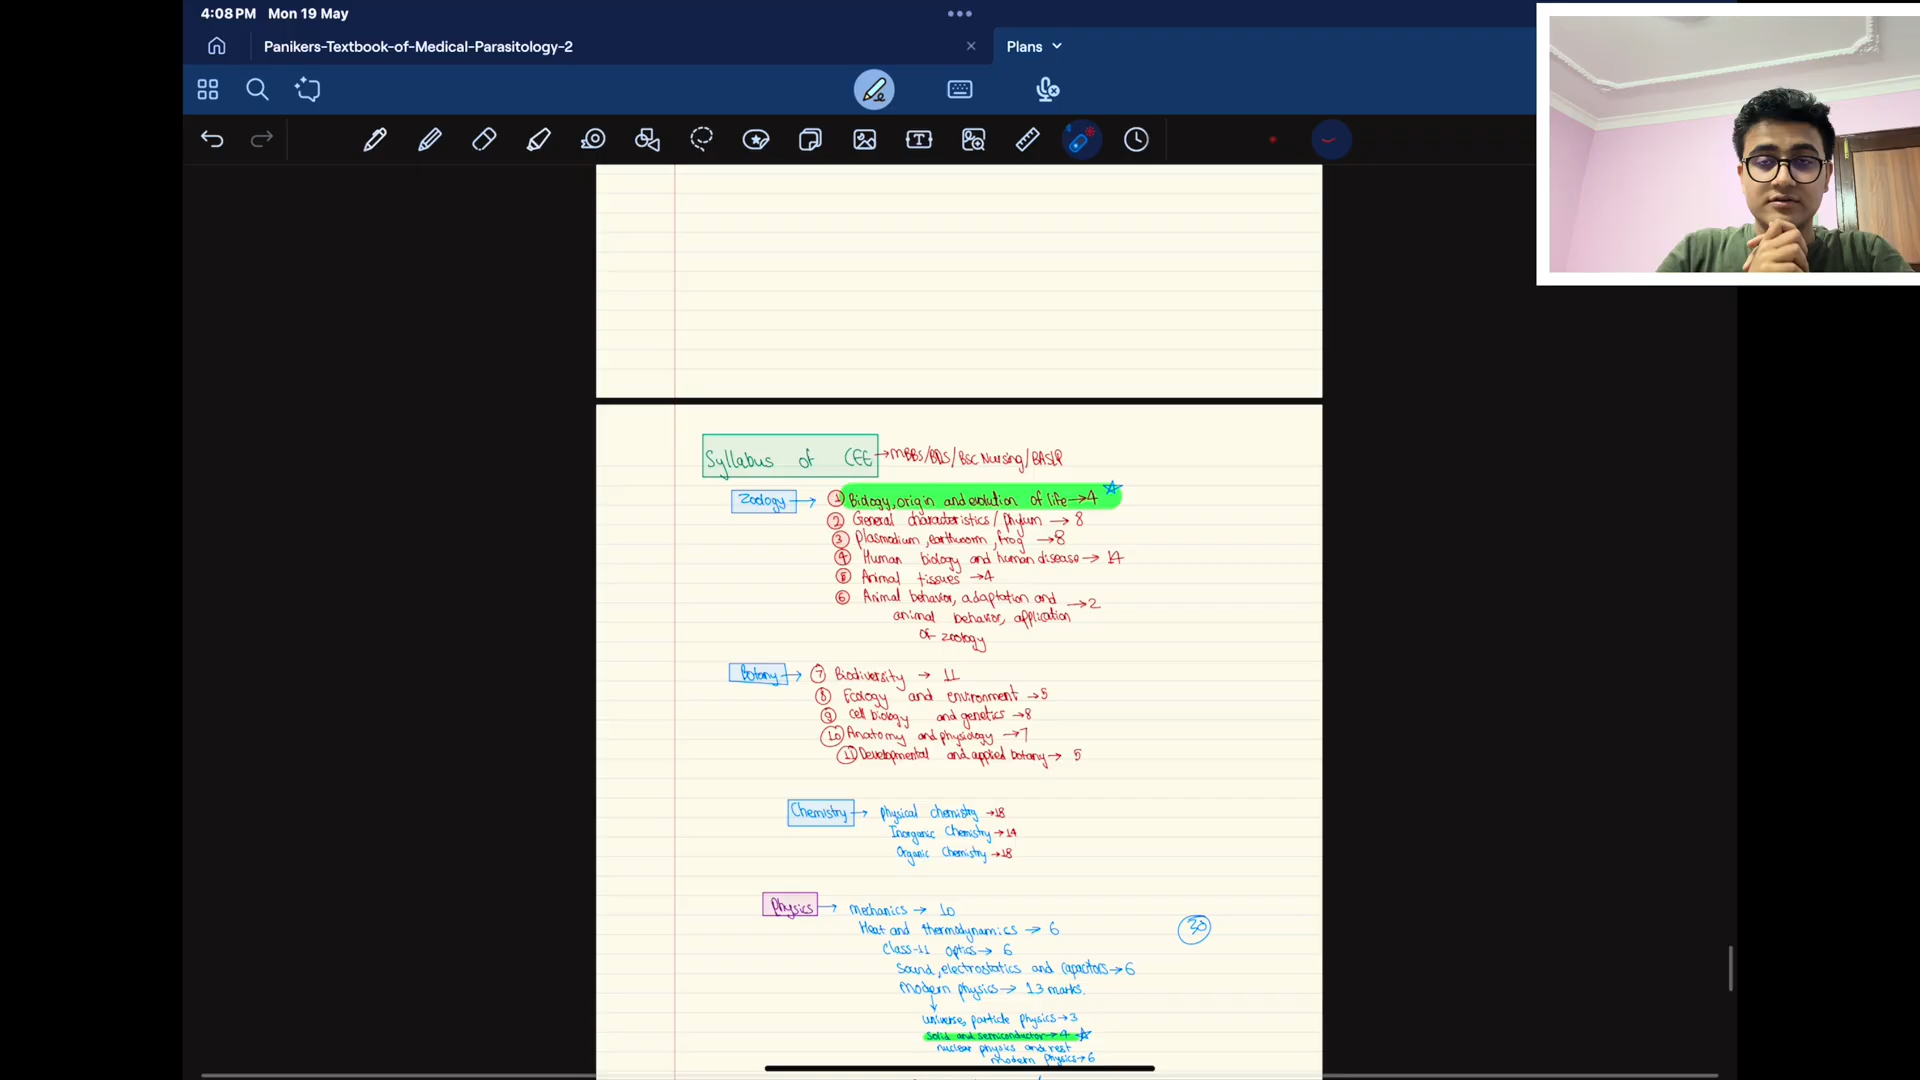 4:08 PM Mon 19 May
Panikers-Textbook-of-Medical-Parasitology-2
Plans
Syllabus of CEE → MBBS/BDS/BSC Nursing/BASLP
Zoology → ① Biology, origin and evolution of life → 4
② General characteristics / phylum → 8
③ Plasmodium, earthworm, frog → 8
④ Human biology and human disease → 14
⑤ Animal tissues → 4
⑥ Animal behavior, adaptation and → 2
animal behavior, application
of zoology
Botany → ⑦ Biodiversity → 11
⑧ Ecology and environment → 5
⑨ Cell biology and genetics → 8
⑩ Anatomy and physiology → 7
⑪ Developmental and applied botany → 5
Chemistry → Physical chemistry → 18
Inorganic Chemistry → 14
Organic Chemistry → 18
Physics → Mechanics → 10
30
Heat and thermodynamics → 6
Class-11 optics → 6
Sound, electrostatics and capacitors → 6
Modern physics → 13 marks.
universe, particle physics → 3
Solid and semiconductor → 4
nuclear physics and rest
modern physics → 6